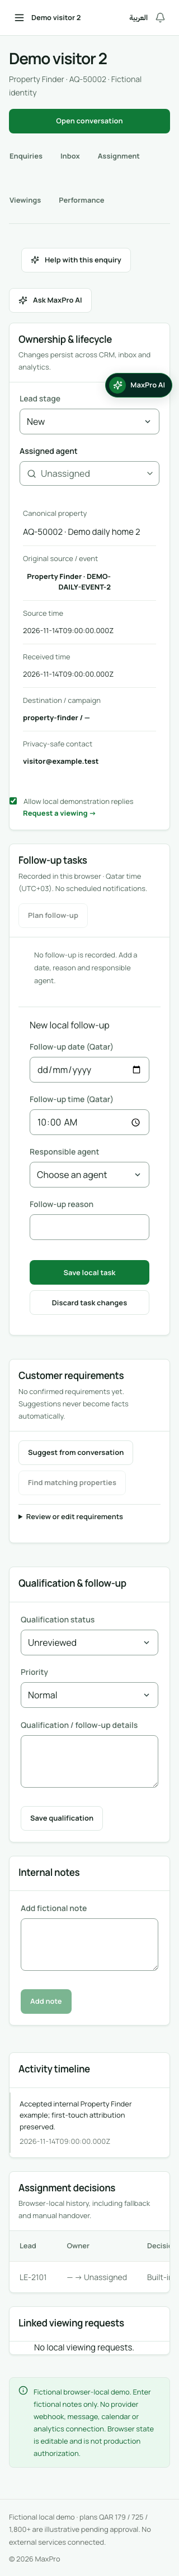 Demo visitor 2
العربية
Demo visitor 2
Property Finder · AQ-50002 · Fictional
identity
Open conversation
Enquiries Inbox Assignment
Viewings Performance
Help with this enquiry
Ask MaxPro AI
Ownership & lifecycle
Changes persist across CRM, inbox and
analytics
MaxPro AI
Lead stage
New
Assigned agent
Unassigned
Canonical property
AQ-50002 · Demo daily home 2
Original source / event
Property Finder · DEMO-
DAILY-EVENT-2
Source time
2026-11-14T09:00:00.000Z
Received time
2026-11-14T09:00:00.000Z
Destination / campaign
property-finder / —
Privacy-safe contact
visitor@example.test
Allow local demonstration replies
Request a viewing →
Follow-up tasks
Recorded in this browser · Qatar time
(UTC+03). No scheduled notifications.
Plan follow-up
No follow-up is recorded. Add a
date, reason and responsible
agent.
New local follow-up
Follow-up date (Qatar)
dd/mm/yyyy
Follow-up time (Qatar)
10:00 AM
Responsible agent
Choose an agent
Follow-up reason
Save local task
Discard task changes
Customer requirements
No confirmed requirements yet.
Suggestions never become facts
automatically.
Suggest from conversation
Find matching properties
Review or edit requirements
Qualification & follow-up
Qualification status
Unreviewed
Priority
Normal
Qualification / follow-up details
Save qualification
Internal notes
Add fictional note
Add note
Activity timeline
Accepted internal Property Finder
example; first-touch attribution
preserved.
2026-11-14T09:00:00.000Z
Assignment decisions
Browser-local history, including fallback
and manual handover.
Lead Owner Decisio
LE-2101 — → Unassigned Built-in
Linked viewing requests
No local viewing requests.
Fictional browser-local demo. Enter
fictional notes only. No provider
webhook, message, calendar or
analytics connection. Browser state
is editable and is not production
authorization.
Fictional local demo · plans QAR 179 / 725 /
1,800+ are illustrative pending approval. No
external services connected.
© 2026 MaxPro